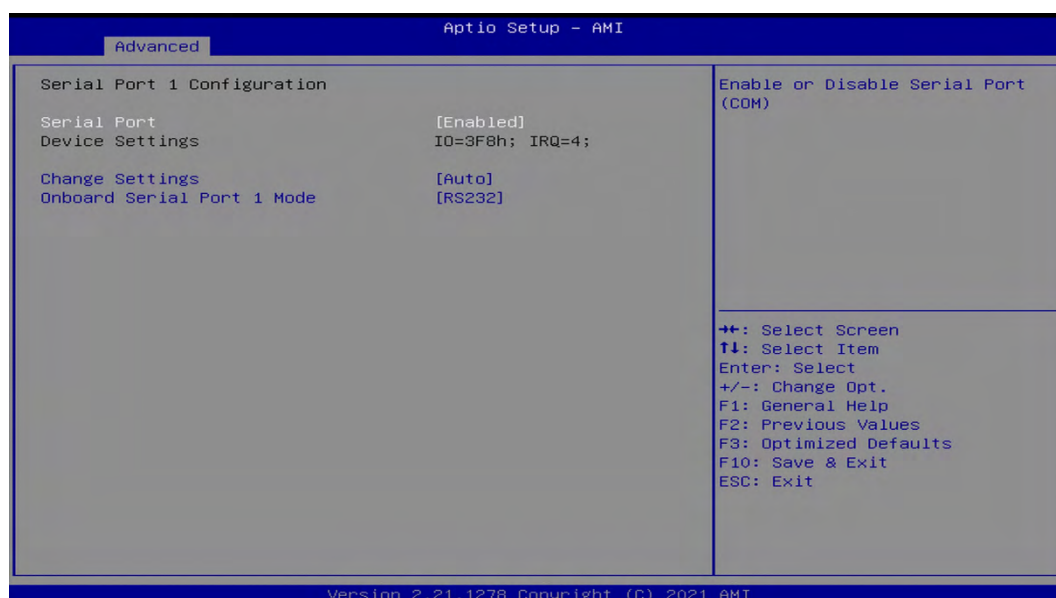 Aptio Setup – AMI
Advanced
Serial Port 1 Configuration
Serial Port [Enabled]
Device Settings IO=3F8h; IRQ=4;
Change Settings [Auto]
Onboard Serial Port 1 Mode [RS232]
Enable or Disable Serial Port
(COM)
→←: Select Screen
↑↓: Select Item
Enter: Select
+/-: Change Opt.
F1: General Help
F2: Previous Values
F3: Optimized Defaults
F10: Save & Exit
ESC: Exit
Version 2.21.1278 Copyright (C) 2021 AMI